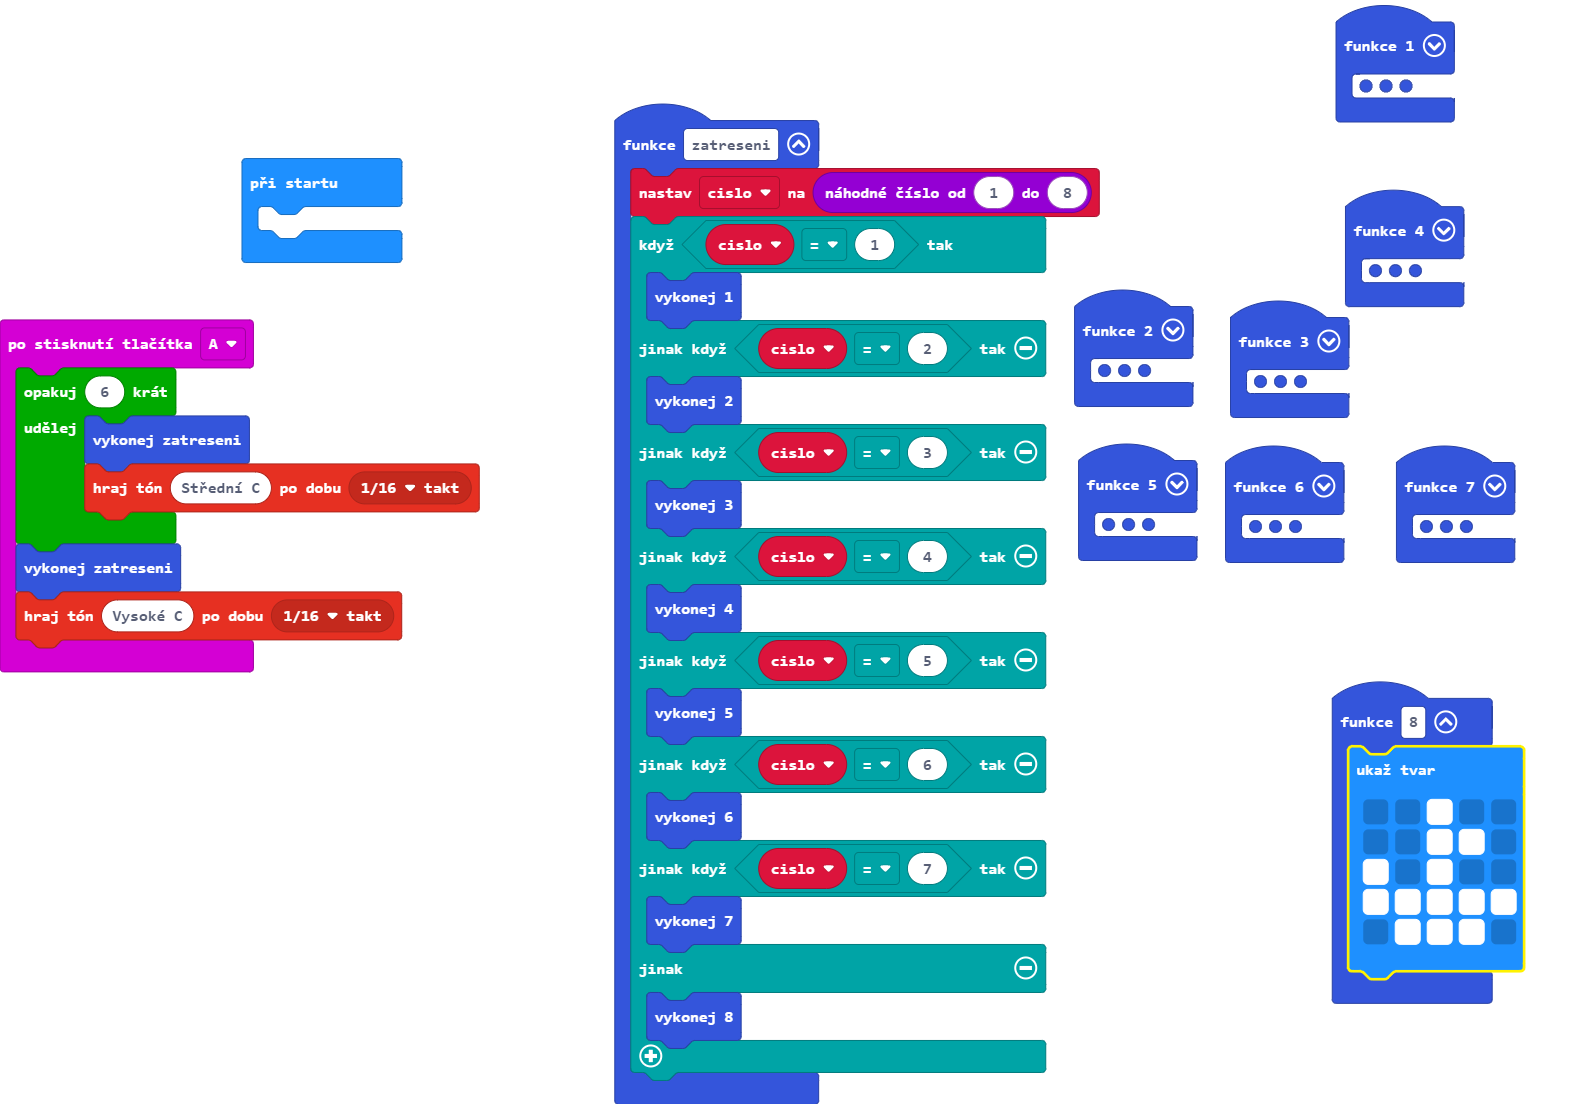 při startu
po stisknutí tlačítka A
opakuj 6 krát
udělej
vykonej zatreseni
hraj tón Střední C po dobu 1/16 takt
vykonej zatreseni
hraj tón Vysoké C po dobu 1/16 takt
funkce zatreseni
nastav cislo na náhodné číslo od 1 do 8
když cislo = 1 tak
vykonej 1
jinak když cislo = 2 tak
vykonej 2
jinak když cislo = 3 tak
vykonej 3
jinak když cislo = 4 tak
vykonej 4
jinak když cislo = 5 tak
vykonej 5
jinak když cislo = 6 tak
vykonej 6
jinak když cislo = 7 tak
vykonej 7
jinak
vykonej 8
funkce 1
funkce 4
funkce 2
funkce 3
funkce 5
funkce 6
funkce 7
funkce 8
ukaž tvar